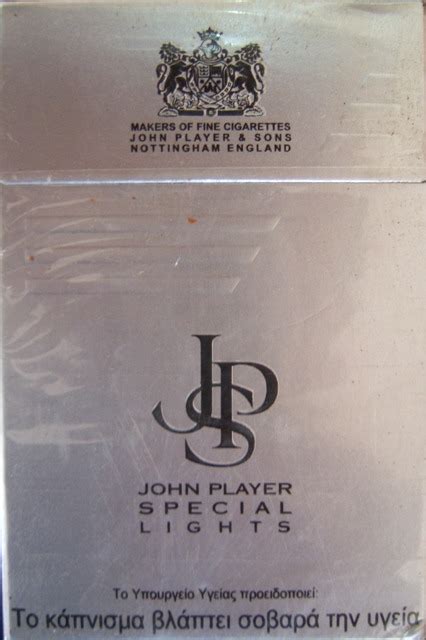 MAKERS OF FINE CIGARETTES
JOHN PLAYER & SONS
NOTTINGHAM ENGLAND
JPS
JOHN PLAYER
SPECIAL
LIGHTS
Το Υπουργείο Υγείας προειδοποιεί:
Το κάπνισμα βλάπτει σοβαρά την υγεία